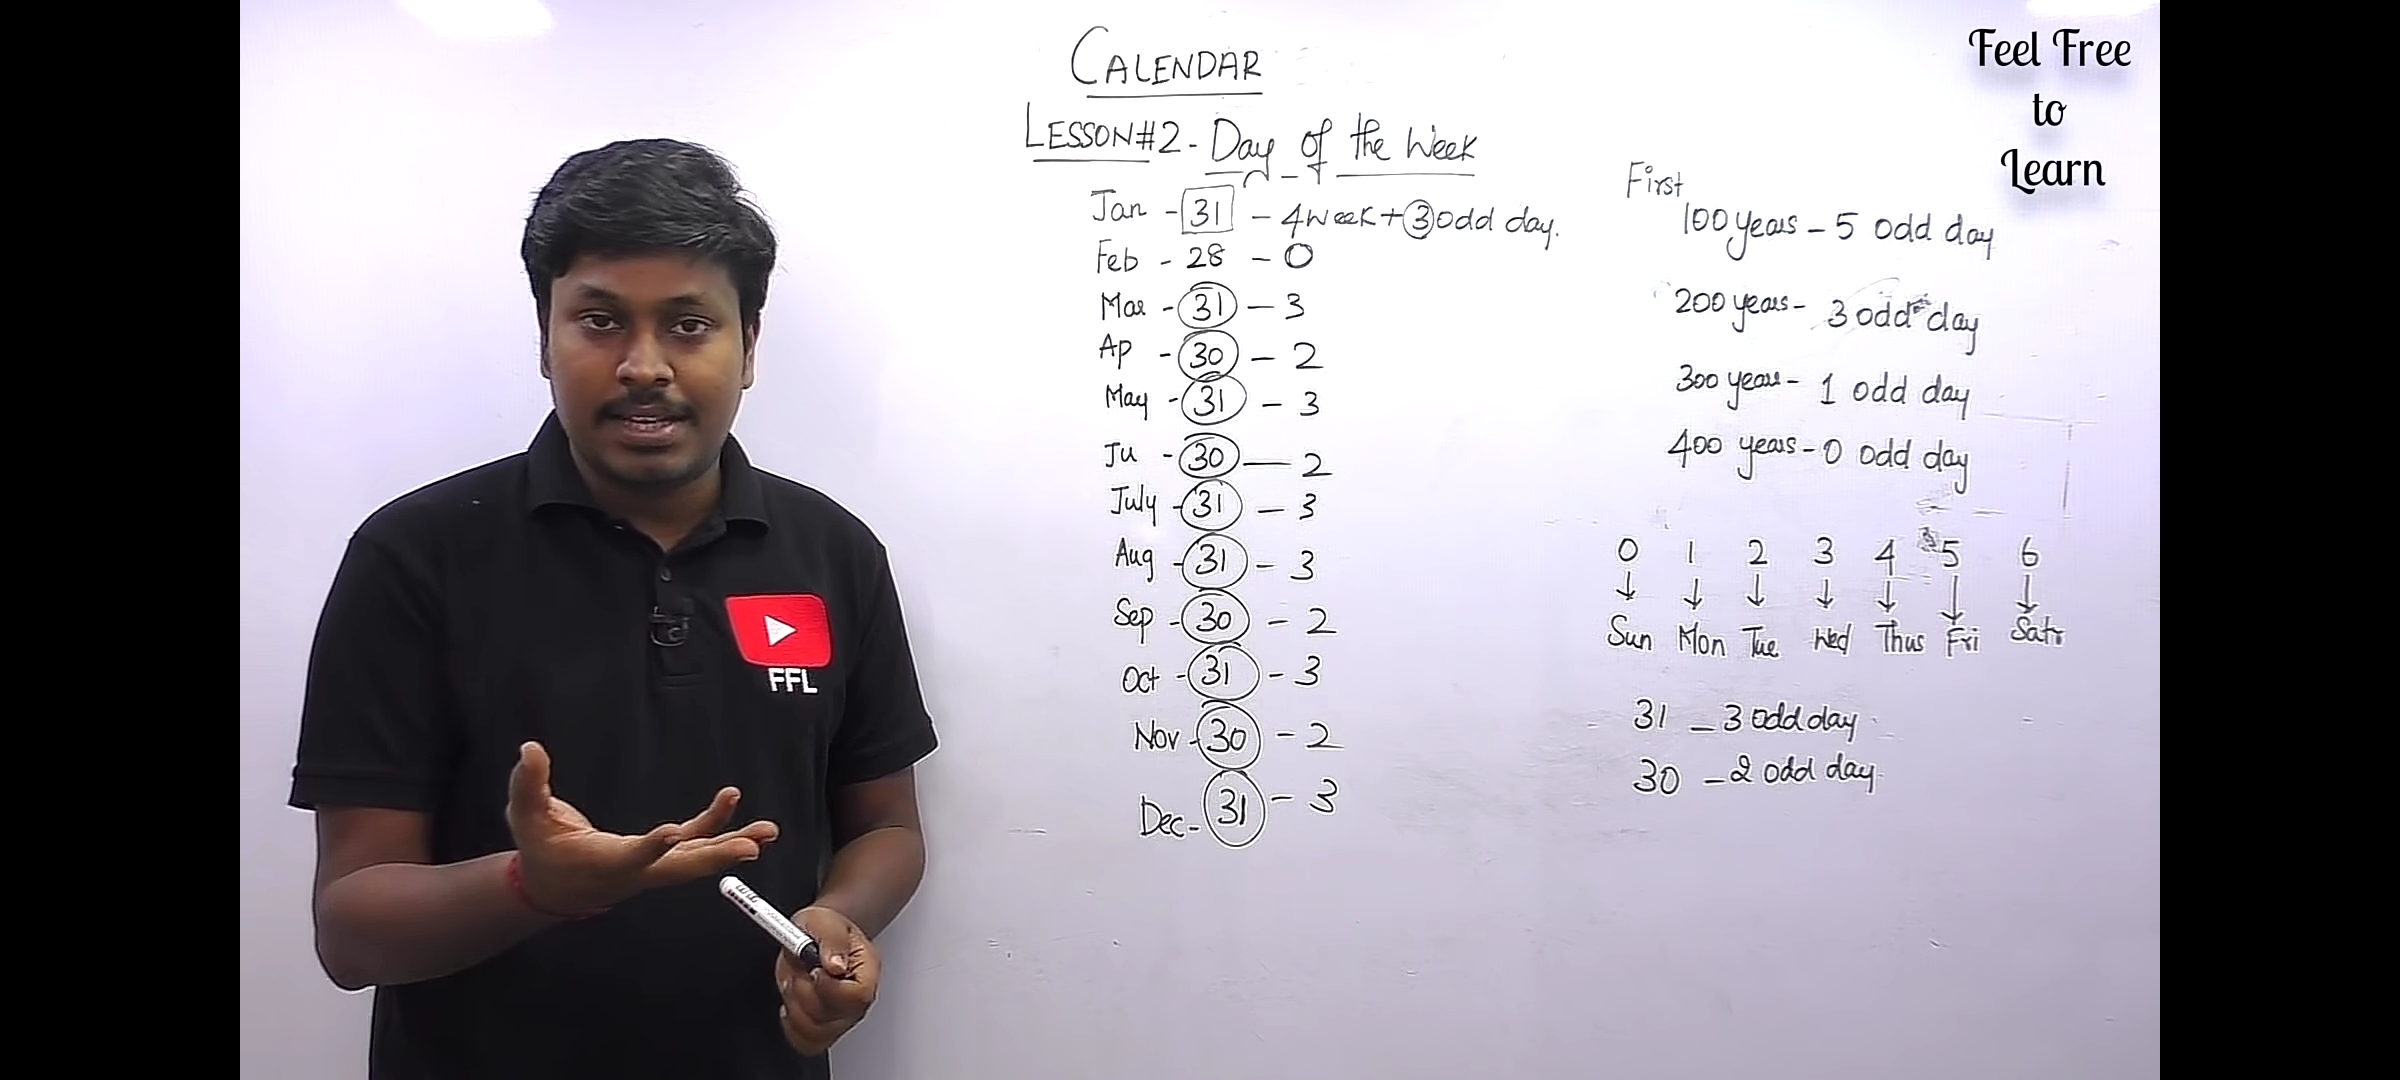 CALENDAR
LESSON#2 - Day of the Week
Jan - 31 - 4 week + 3 odd day.
Feb - 28 - 0
Mar - 31 - 3
Ap - 30 - 2
May - 31 - 3
Ju - 30 - 2
July - 31 - 3
Aug - 31 - 3
Sep - 30 - 2
Oct - 31 - 3
Nov - 30 - 2
Dec - 31 - 3
Feel Free
to
Learn
First
100 years - 5 odd day
200 years - 3 odd day
300 years - 1 odd day
400 years - 0 odd day
0 1 2 3 4 5 6
Sun Mon Tue Wed Thus Fri Satr
31 - 3 odd day
30 - 2 odd day
FFL